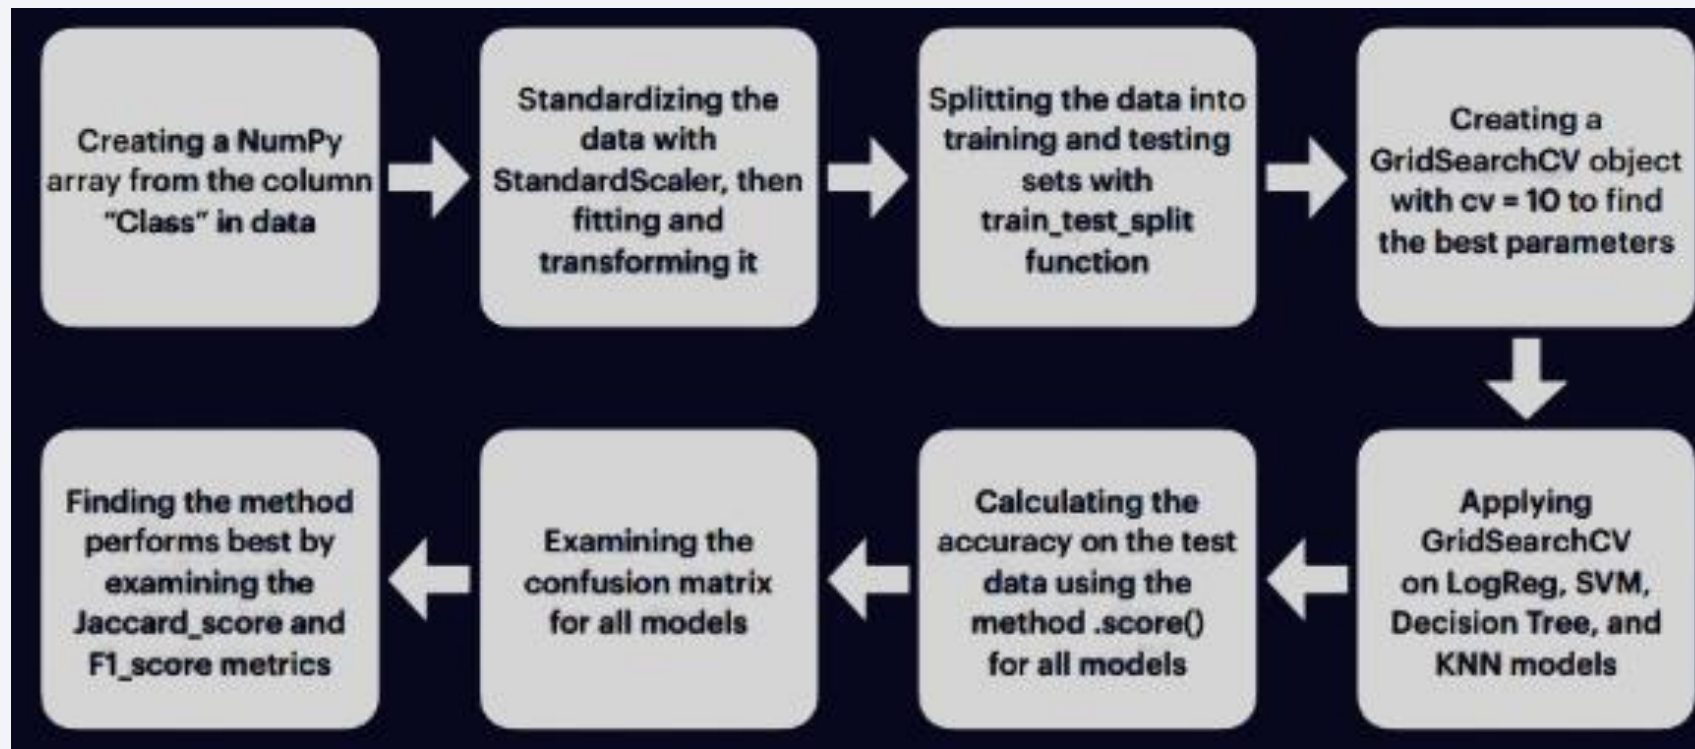 Creating a NumPy
array from the column
"Class" in data
Standardizing the
data with
StandardScaler, then
fitting and
transforming it
Splitting the data into
training and testing
sets with
train_test_split
function
Creating a
GridSearchCV object
with cv = 10 to find
the best parameters
Applying
GridSearchCV
on LogReg, SVM,
Decision Tree, and
KNN models
Calculating the
accuracy on the test
data using the
method .score()
for all models
Examining the
confusion matrix
for all models
Finding the method
performs best by
examining the
Jaccard_score and
F1_score metrics